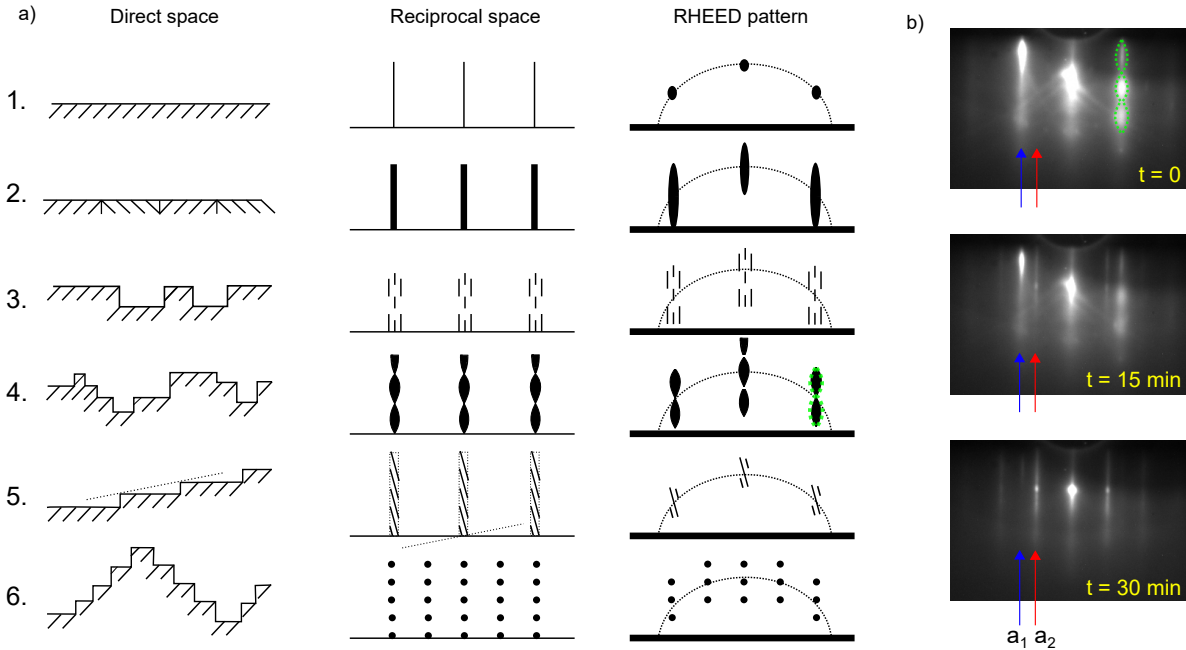 a)
Direct space
Reciprocal space
RHEED pattern
b)
1.
2.
3.
4.
5.
6.
t = 0
t = 15 min
t = 30 min
a1 a2